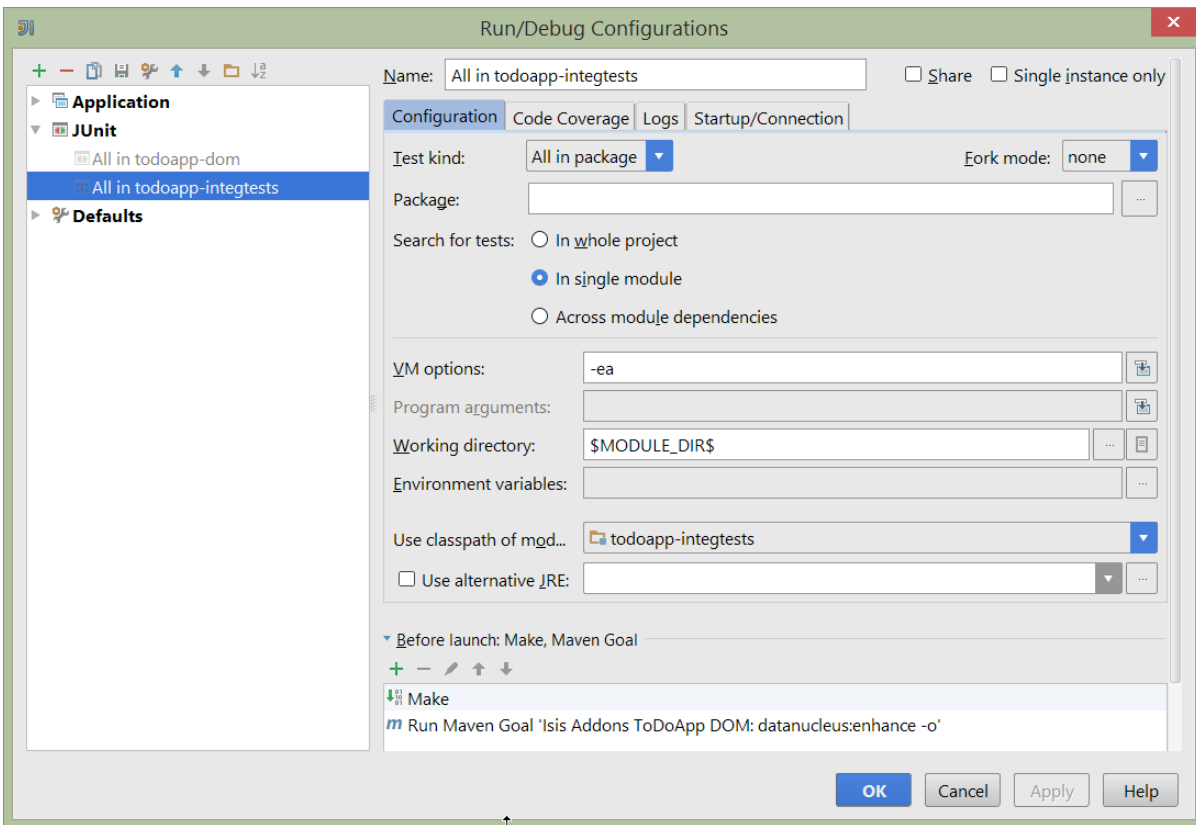 Run/Debug Configurations
Name: All in todoapp-integtests Share Single instance only
Application
JUnit
All in todoapp-dom
All in todoapp-integtests
Defaults
Configuration Code Coverage Logs Startup/Connection
Test kind: All in package Fork mode: none
Package:
Search for tests: In whole project
In single module
Across module dependencies
VM options: -ea
Program arguments:
Working directory: $MODULE_DIR$
Environment variables:
Use classpath of mod... todoapp-integtests
Use alternative JRE:
Before launch: Make, Maven Goal
Make
Run Maven Goal 'Isis Addons ToDoApp DOM: datanucleus:enhance -o'
OK Cancel Apply Help